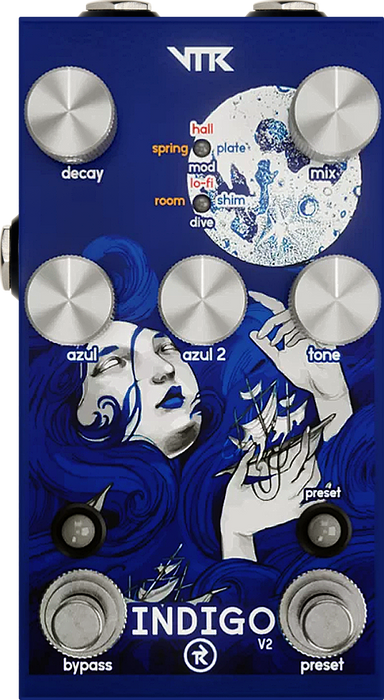 VTR
hall
spring plate
mod
lo-fi
room shim
dive
decay mix
azul azul 2 tone
preset
INDIGO
V2
bypass preset